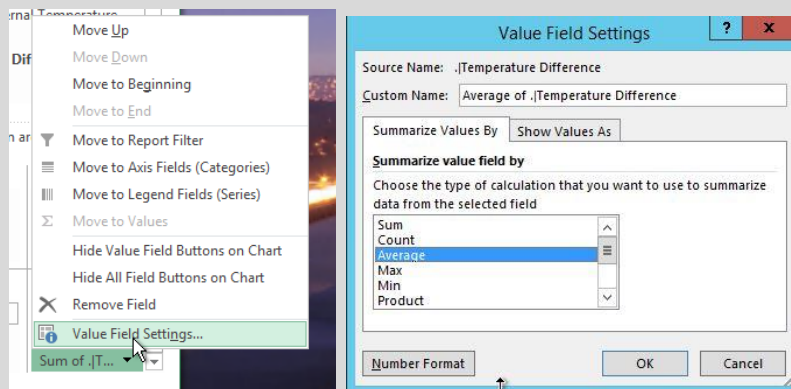 Move Up
Dif
Move Down
Move to Beginning
Move to End
Move to Report Filter
Move to Axis Fields (Categories)
Move to Legend Fields (Series)
Σ Move to Values
Hide Value Field Buttons on Chart
Hide All Field Buttons on Chart
Remove Field
Value Field Settings...
Sum of .|T...
Value Field Settings
? x
Source Name: .|Temperature Difference
Custom Name: Average of .|Temperature Difference
Summarize Values By Show Values As
Summarize value field by
Choose the type of calculation that you want to use to summarize
data from the selected field
Sum
Count
Average
Max
Min
Product
Number Format OK Cancel